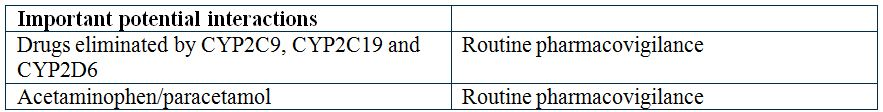 Important potential interactions
Drugs eliminated by CYP2C9, CYP2C19 and Routine pharmacovigilance
CYP2D6
Acetaminophen/paracetamol Routine pharmacovigilance